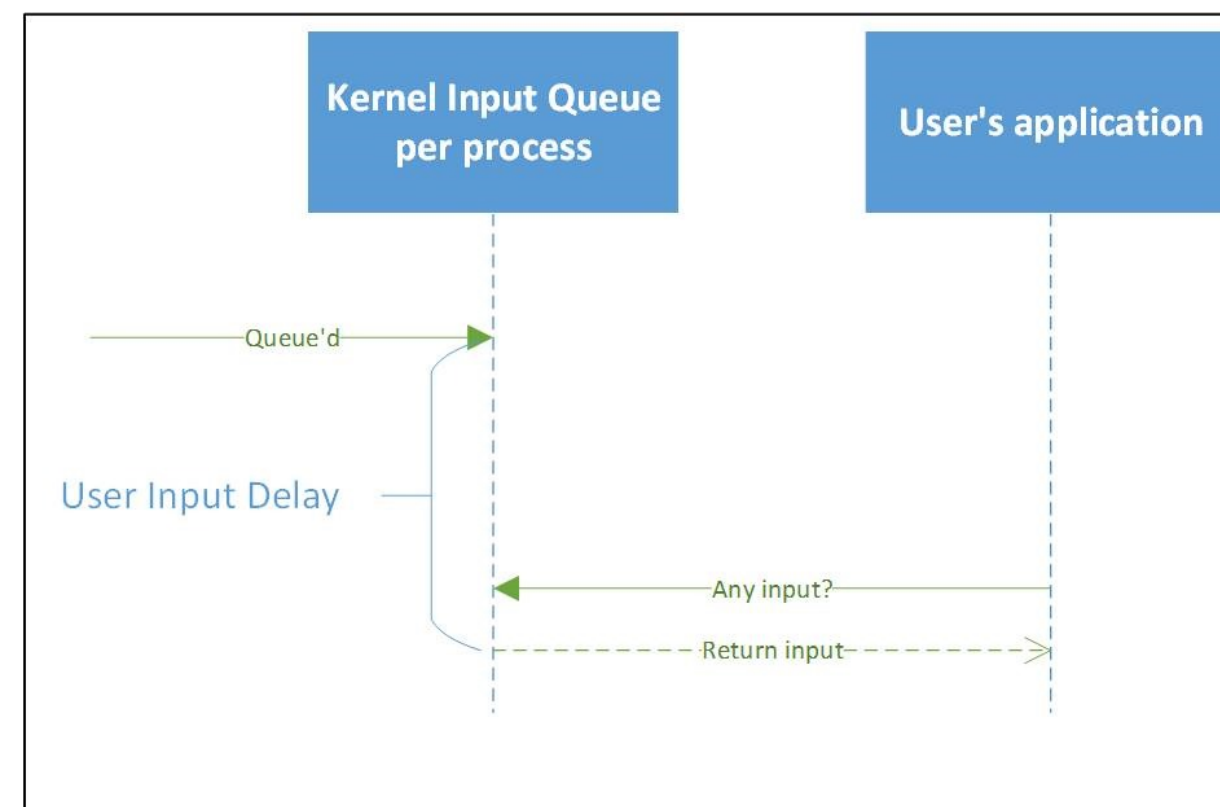 Kernel Input Queue
per process
User's application
Queue'd
User Input Delay
Any input?
Return input